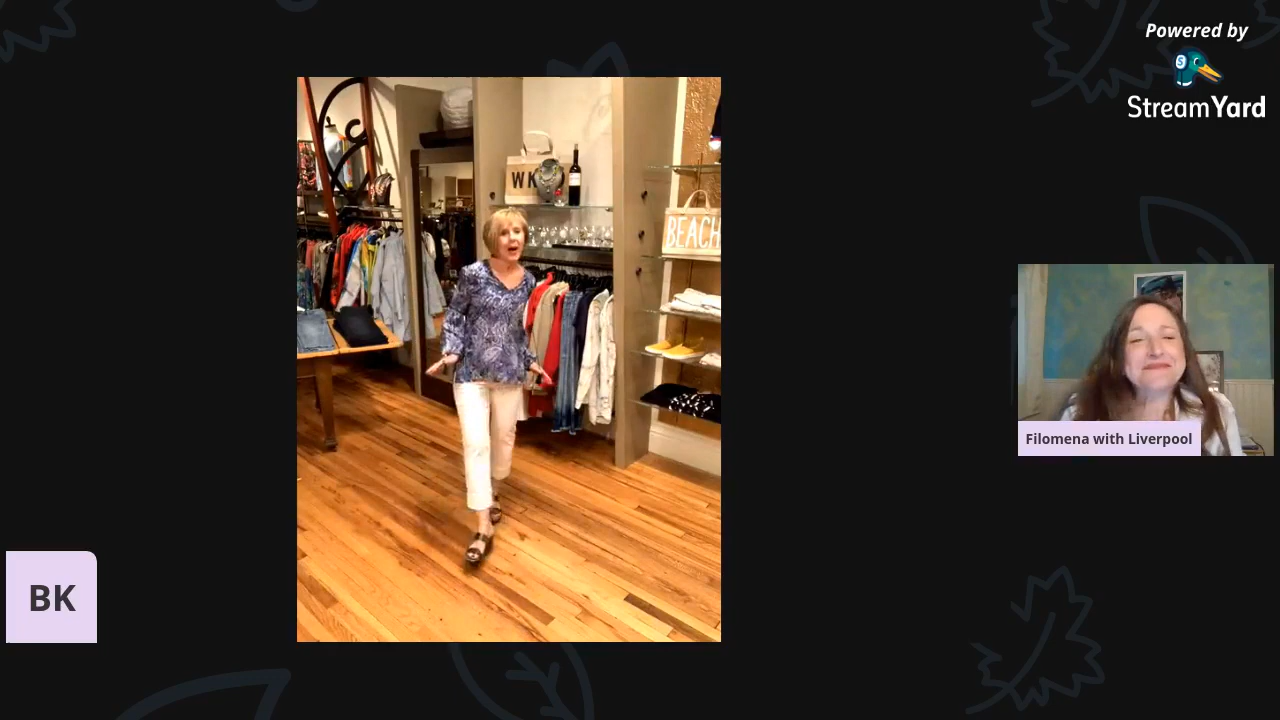 Powered by
StreamYard
WK
BEACH
Filomena with Liverpool
BK